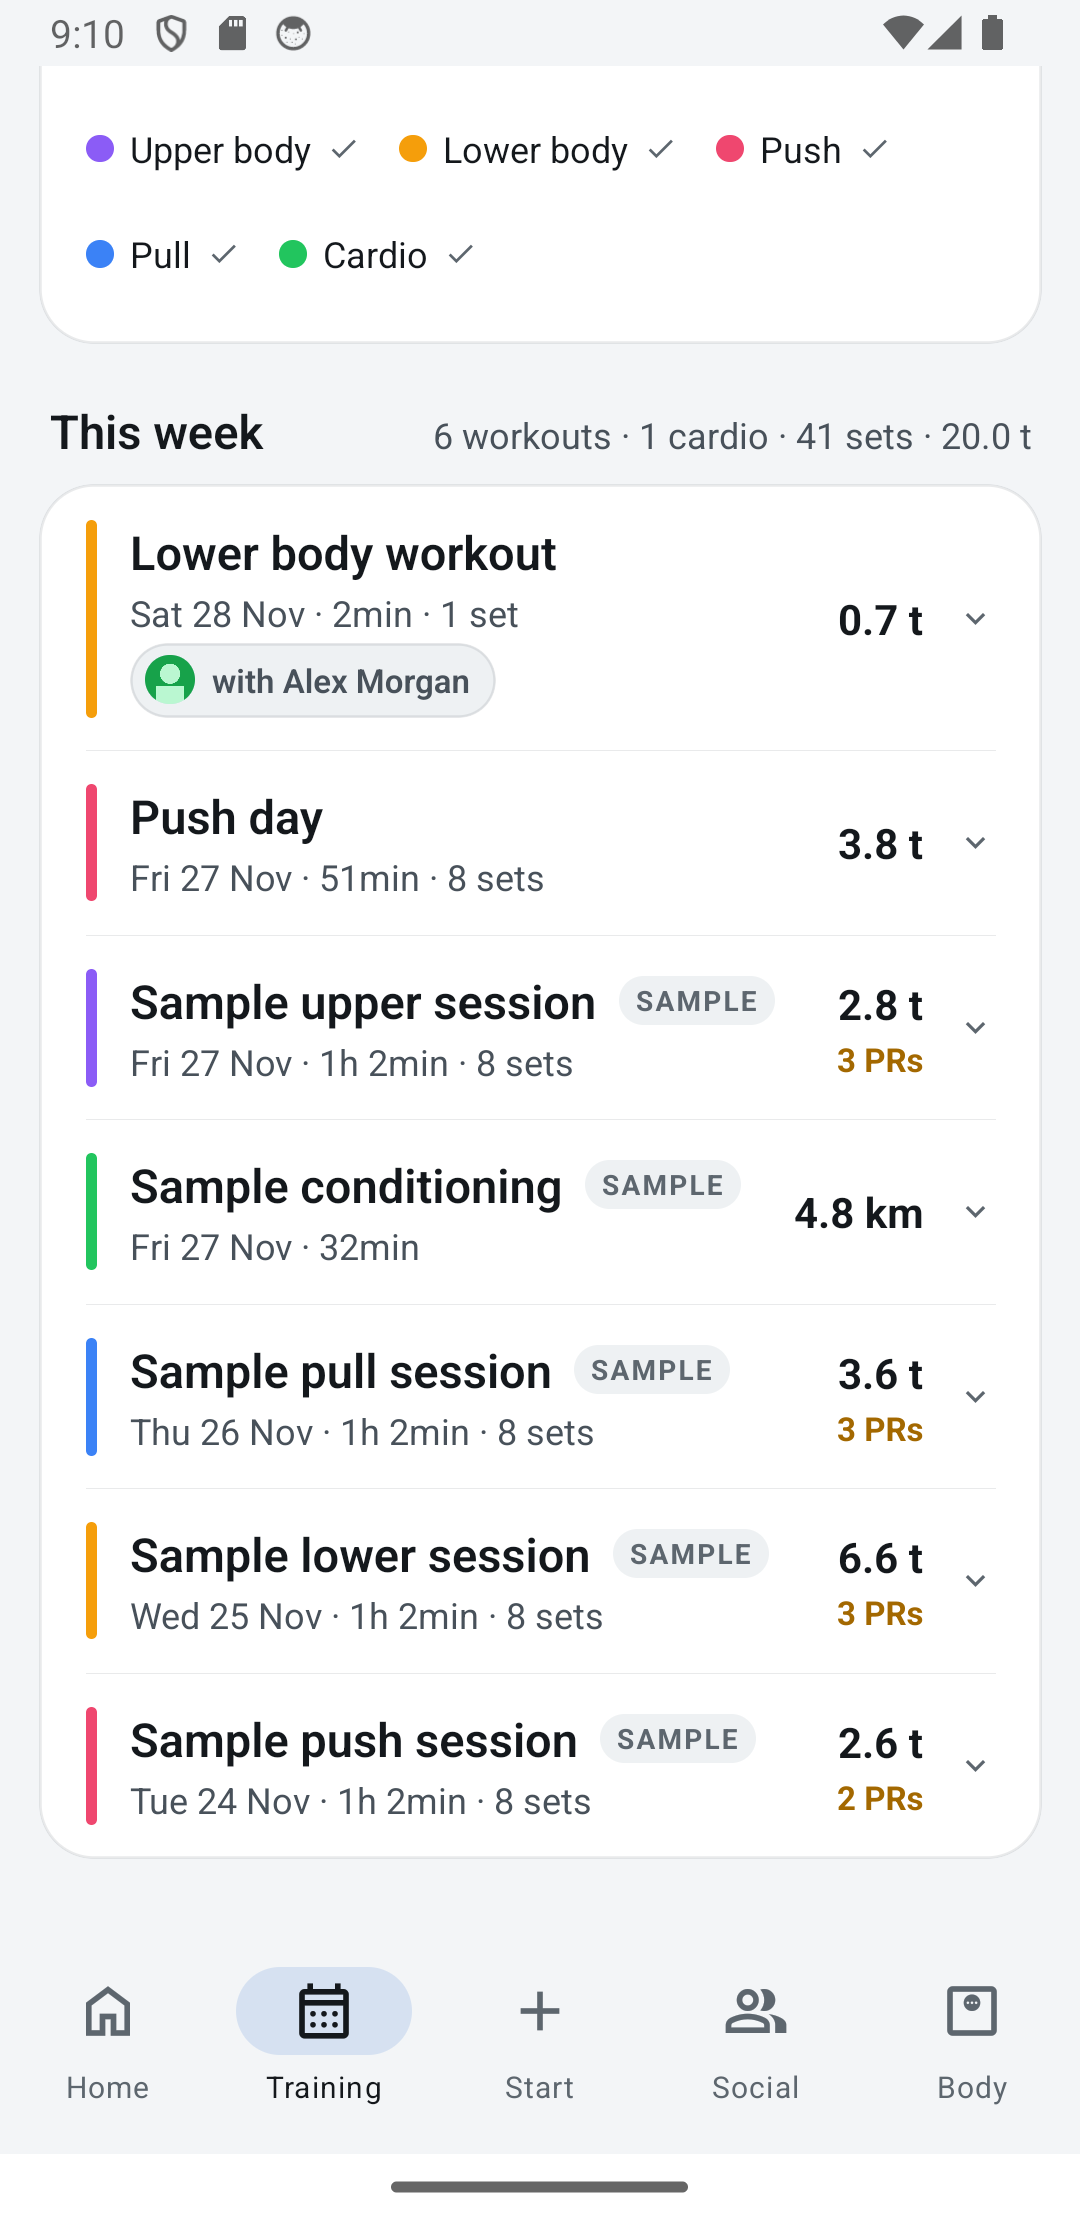 9:10
Upper body
Lower body
Push
Pull
Cardio
This week
6 workouts · 1 cardio · 41 sets · 20.0 t
Lower body workout
Sat 28 Nov · 2min · 1 set
0.7 t
with Alex Morgan
Push day
Fri 27 Nov · 51min · 8 sets
3.8 t
Sample upper session
SAMPLE
Fri 27 Nov · 1h 2min · 8 sets
2.8 t
3 PRs
Sample conditioning
SAMPLE
Fri 27 Nov · 32min
4.8 km
Sample pull session
SAMPLE
Thu 26 Nov · 1h 2min · 8 sets
3.6 t
3 PRs
Sample lower session
SAMPLE
Wed 25 Nov · 1h 2min · 8 sets
6.6 t
3 PRs
Sample push session
SAMPLE
Tue 24 Nov · 1h 2min · 8 sets
2.6 t
2 PRs
Home
Training
Start
Social
Body